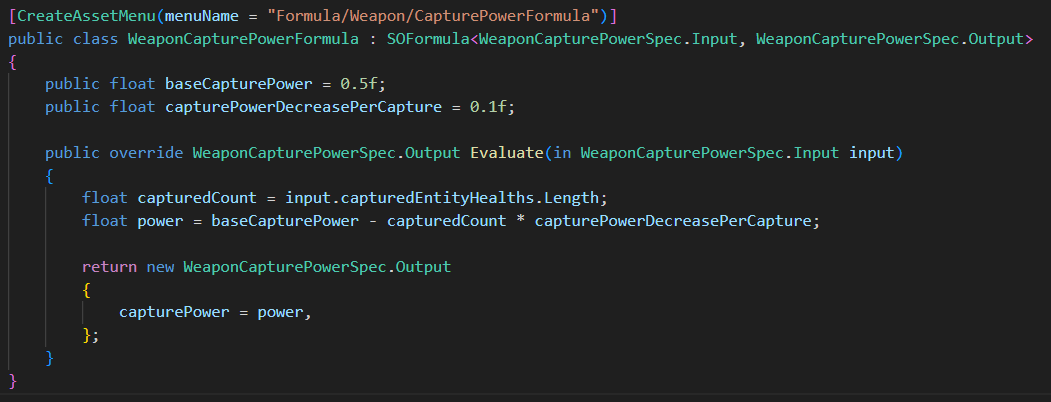 [CreateAssetMenu(menuName = "Formula/Weapon/CapturePowerFormula")]
public class WeaponCapturePowerFormula : SOFormula<WeaponCapturePowerSpec.Input, WeaponCapturePowerSpec.Output>
{
    public float baseCapturePower = 0.5f;
    public float capturePowerDecreasePerCapture = 0.1f;

    public override WeaponCapturePowerSpec.Output Evaluate(in WeaponCapturePowerSpec.Input input)
    {
        float capturedCount = input.capturedEntityHealths.Length;
        float power = baseCapturePower - capturedCount * capturePowerDecreasePerCapture;

        return new WeaponCapturePowerSpec.Output
        {
            capturePower = power,
        };
    }
}